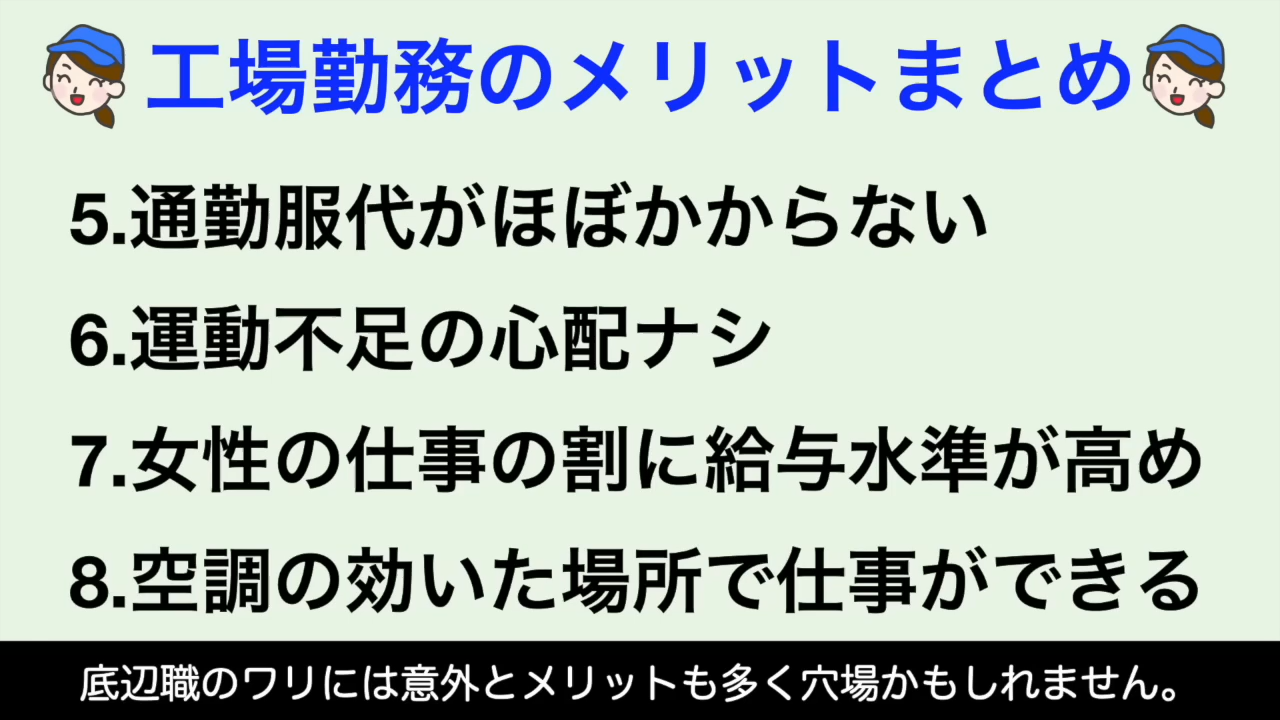 工場勤務のメリットまとめ
5.通勤服代がほぼかからない
6.運動不足の心配ナシ
7.女性の仕事の割に給与水準が高め
8.空調の効いた場所で仕事ができる
底辺職のワリには意外とメリットも多く穴場かもしれません。